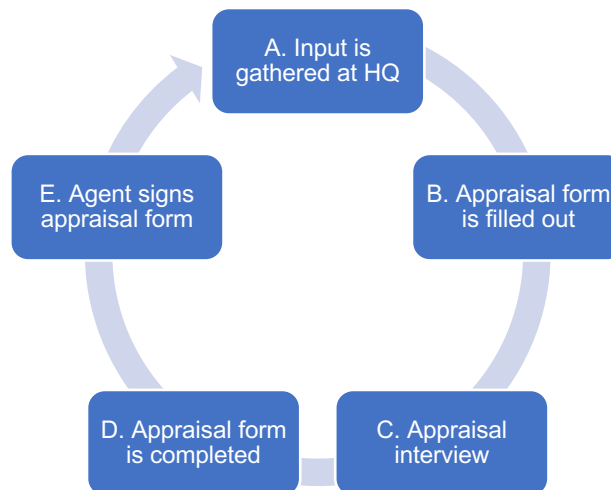 A. Input is
gathered at HQ
B. Appraisal form
is filled out
C. Appraisal
interview
D. Appraisal form
is completed
E. Agent signs
appraisal form